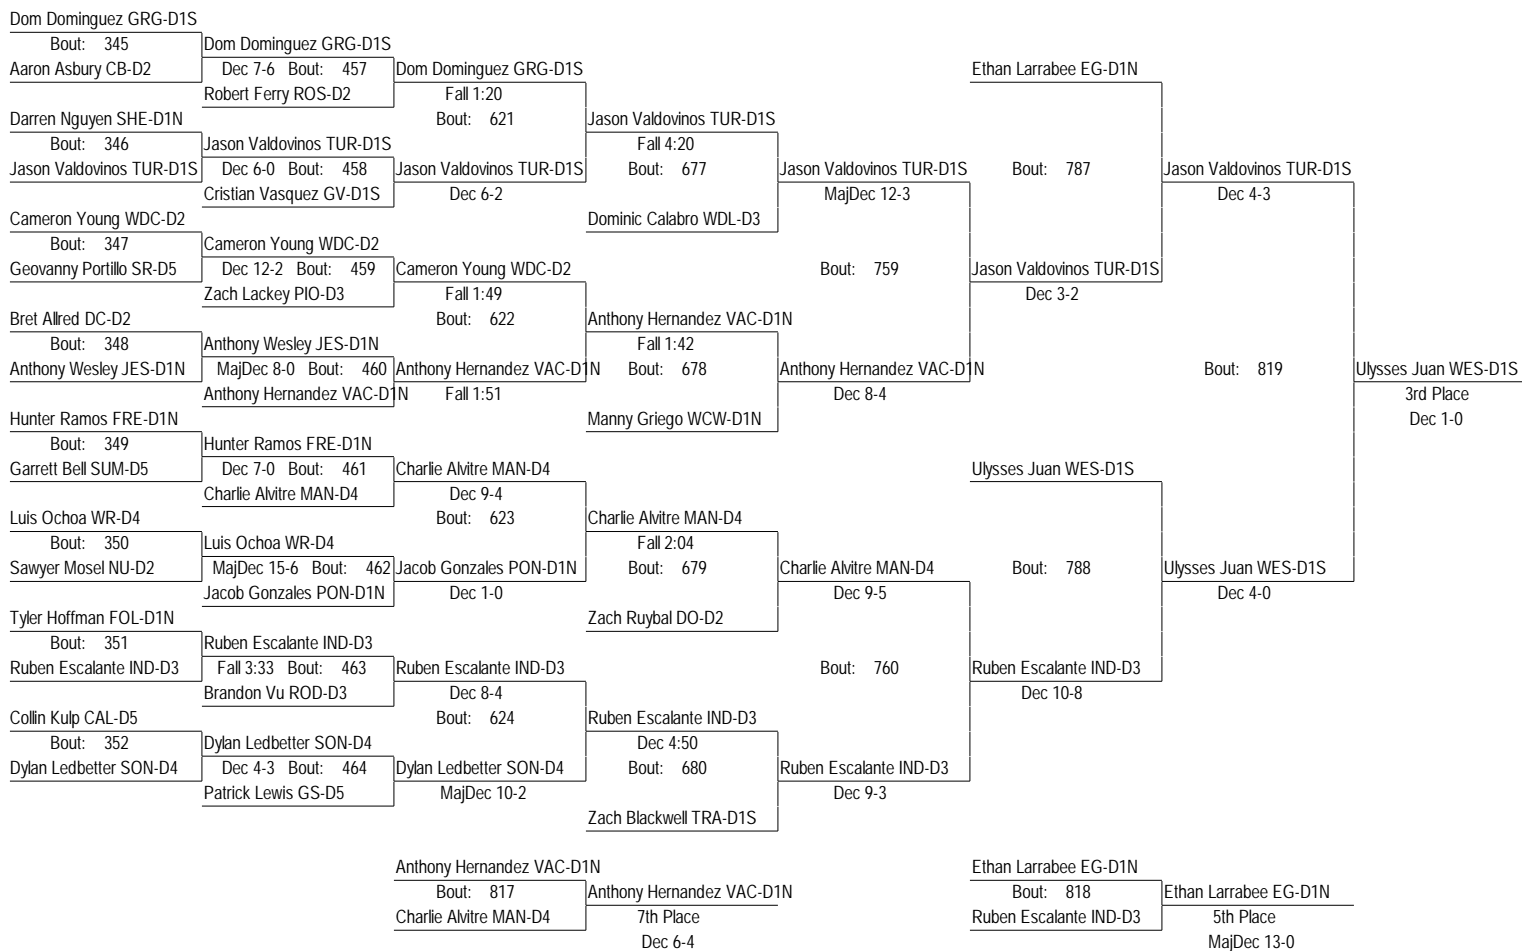 Dom Dominguez GRG-D1S
Bout: 345
Aaron Asbury CB-D2
Darren Nguyen SHE-D1N
Bout: 346
Jason Valdovinos TUR-D1S
Cameron Young WDC-D2
Bout: 347
Geovanny Portillo SR-D5
Bret Allred DC-D2
Bout: 348
Anthony Wesley JES-D1N
Hunter Ramos FRE-D1N
Bout: 349
Garrett Bell SUM-D5
Luis Ochoa WR-D4
Bout: 350
Sawyer Mosel NU-D2
Tyler Hoffman FOL-D1N
Bout: 351
Ruben Escalante IND-D3
Collin Kulp CAL-D5
Bout: 352
Dylan Ledbetter SON-D4
Dom Dominguez GRG-D1S
Dec 7-6 Bout: 457
Robert Ferry ROS-D2
Jason Valdovinos TUR-D1S
Dec 6-0 Bout: 458
Cristian Vasquez GV-D1S
Cameron Young WDC-D2
Dec 12-2 Bout: 459
Zach Lackey PIO-D3
Anthony Wesley JES-D1N
MajDec 8-0 Bout: 460
Anthony Hernandez VAC-D1N
Hunter Ramos FRE-D1N
Dec 7-0 Bout: 461
Charlie Alvitre MAN-D4
Luis Ochoa WR-D4
MajDec 15-6 Bout: 462
Jacob Gonzales PON-D1N
Ruben Escalante IND-D3
Fall 3:33 Bout: 463
Brandon Vu ROD-D3
Dylan Ledbetter SON-D4
Dec 4-3 Bout: 464
Patrick Lewis GS-D5
Dom Dominguez GRG-D1S
Fall 1:20
Bout: 621
Jason Valdovinos TUR-D1S
Dec 6-2
Cameron Young WDC-D2
Fall 1:49
Bout: 622
Anthony Hernandez VAC-D1N
Fall 1:51
Charlie Alvitre MAN-D4
Dec 9-4
Bout: 623
Jacob Gonzales PON-D1N
Dec 1-0
Ruben Escalante IND-D3
Dec 8-4
Bout: 624
Dylan Ledbetter SON-D4
MajDec 10-2
Jason Valdovinos TUR-D1S
Fall 4:20
Bout: 677
Dominic Calabro WDL-D3
Anthony Hernandez VAC-D1N
Fall 1:42
Bout: 678
Manny Griego WCW-D1N
Charlie Alvitre MAN-D4
Fall 2:04
Bout: 679
Zach Ruybal DO-D2
Ruben Escalante IND-D3
Dec 4:50
Bout: 680
Zach Blackwell TRA-D1S
Jason Valdovinos TUR-D1S
MajDec 12-3
Bout: 759
Anthony Hernandez VAC-D1N
Dec 8-4
Charlie Alvitre MAN-D4
Dec 9-5
Bout: 760
Ruben Escalante IND-D3
Dec 9-3
Ethan Larrabee EG-D1N
Bout: 787
Jason Valdovinos TUR-D1S
Dec 3-2
Ulysses Juan WES-D1S
Bout: 788
Ruben Escalante IND-D3
Dec 10-8
Jason Valdovinos TUR-D1S
Dec 4-3
Bout: 819
Ulysses Juan WES-D1S
Dec 4-0
Ulysses Juan WES-D1S
3rd Place
Dec 1-0
Anthony Hernandez VAC-D1N
Bout: 817
Charlie Alvitre MAN-D4
Anthony Hernandez VAC-D1N
7th Place
Dec 6-4
Ethan Larrabee EG-D1N
Bout: 818
Ruben Escalante IND-D3
Ethan Larrabee EG-D1N
5th Place
MajDec 13-0